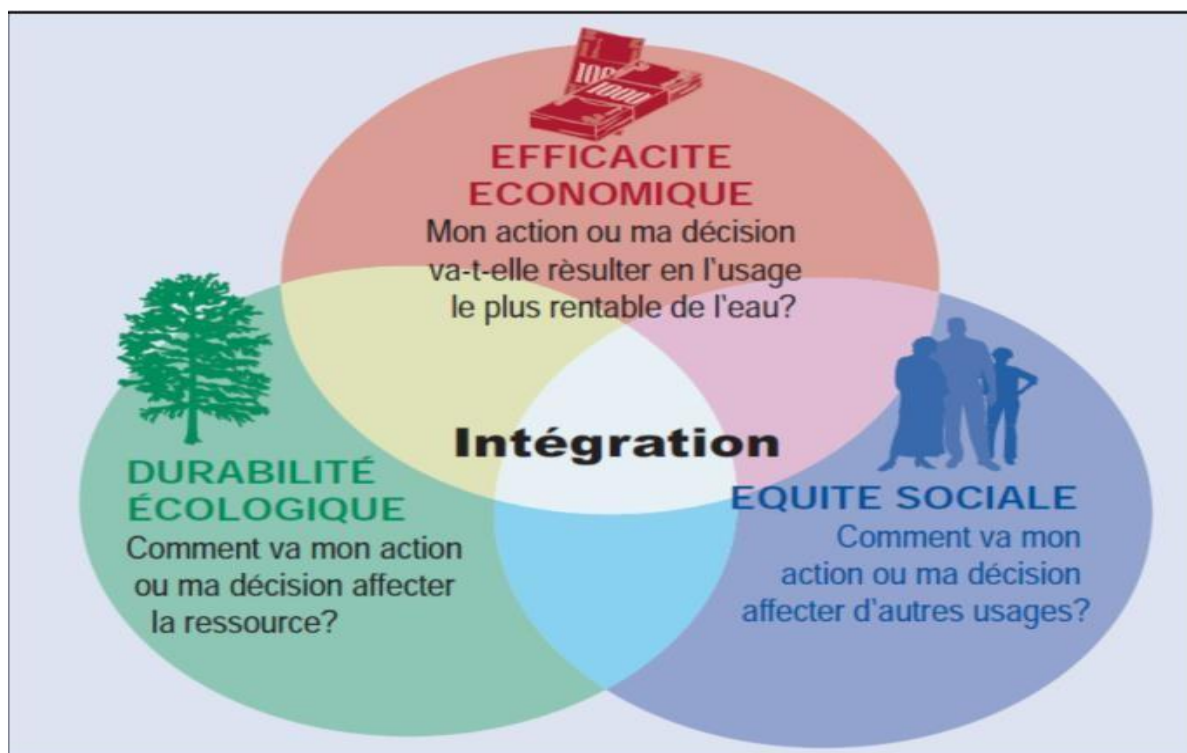 100
1000
EFFICACITE
ECONOMIQUE
Mon action ou ma décision
va-t-elle rèsulter en l'usage
le plus rentable de l'eau?
Intégration
DURABILITÉ
ÉCOLOGIQUE
Comment va mon action
ou ma décision affecter
la ressource?
EQUITE SOCIALE
Comment va mon
action ou ma décision
affecter d'autres usages?